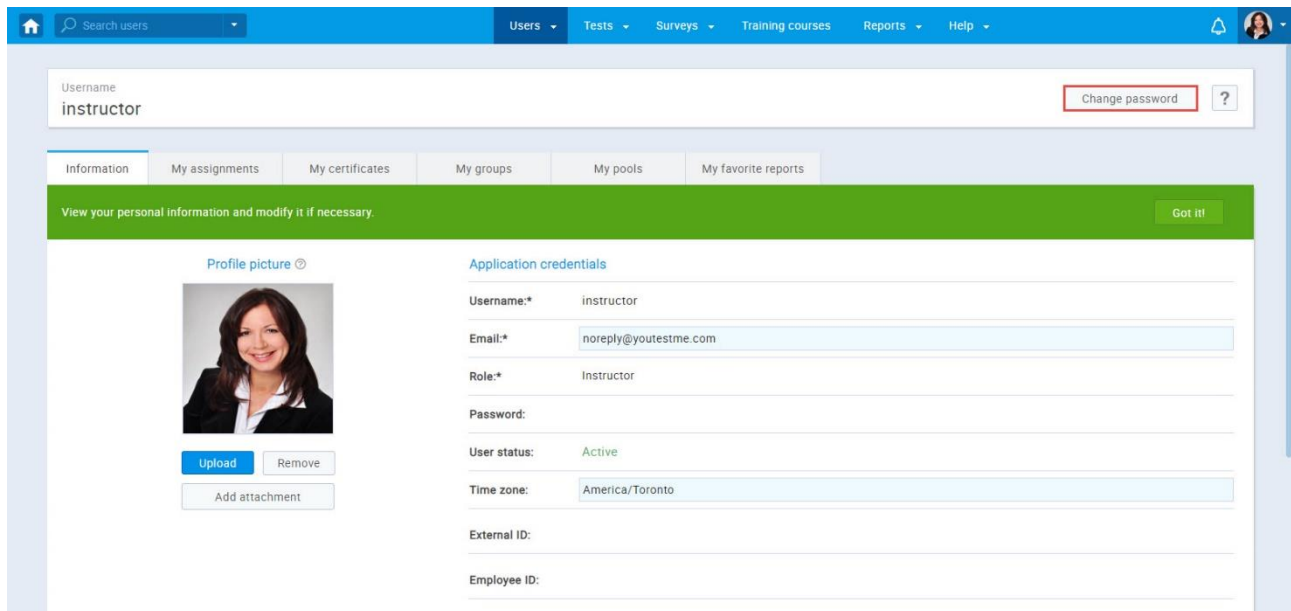 Search users
Users Tests Surveys Training courses Reports Help
Username
instructor
Change password ?
Information My assignments My certificates My groups My pools My favorite reports
View your personal information and modify it if necessary. Got it!
Profile picture ?
Application credentials
Username:* instructor
Email:* noreply@youtestme.com
Role:* Instructor
Password:
User status: Active
Upload Remove
Time zone: America/Toronto
Add attachment
External ID:
Employee ID: